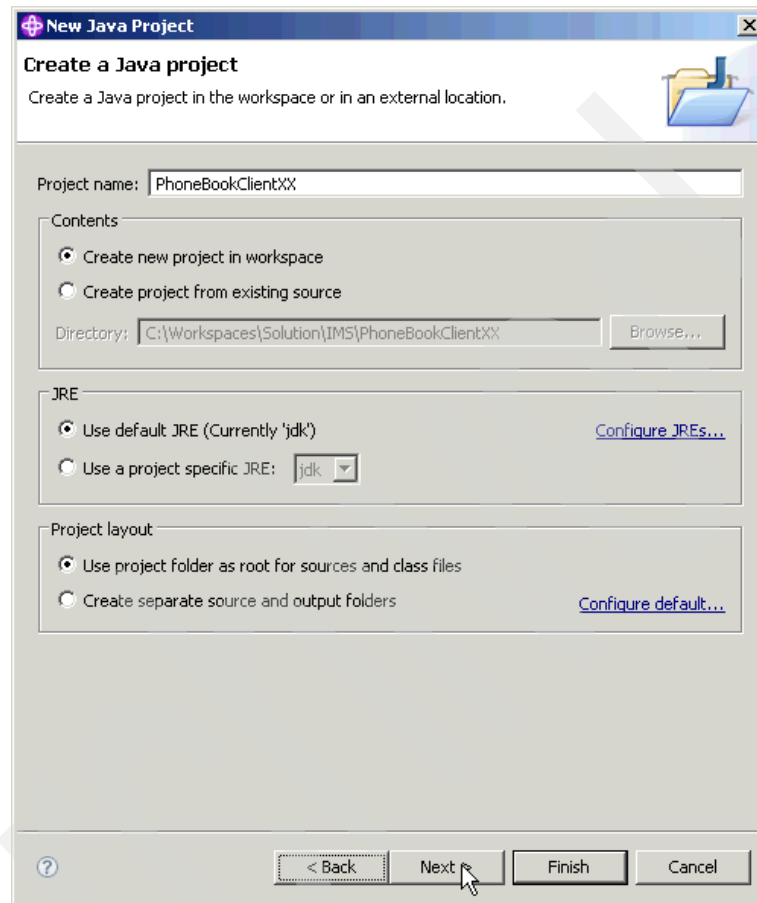 New Java Project
Create a Java project
Create a Java project in the workspace or in an external location.
Project name: PhoneBookClientXX
Contents
Create new project in workspace
Create project from existing source
Directory: C:\Workspaces\Solution\IMS\PhoneBookClientXX Browse...
JRE
Use default JRE (Currently 'jdk') Configure JREs...
Use a project specific JRE: jdk
Project layout
Use project folder as root for sources and class files
Create separate source and output folders Configure default...
? < Back Next > Finish Cancel